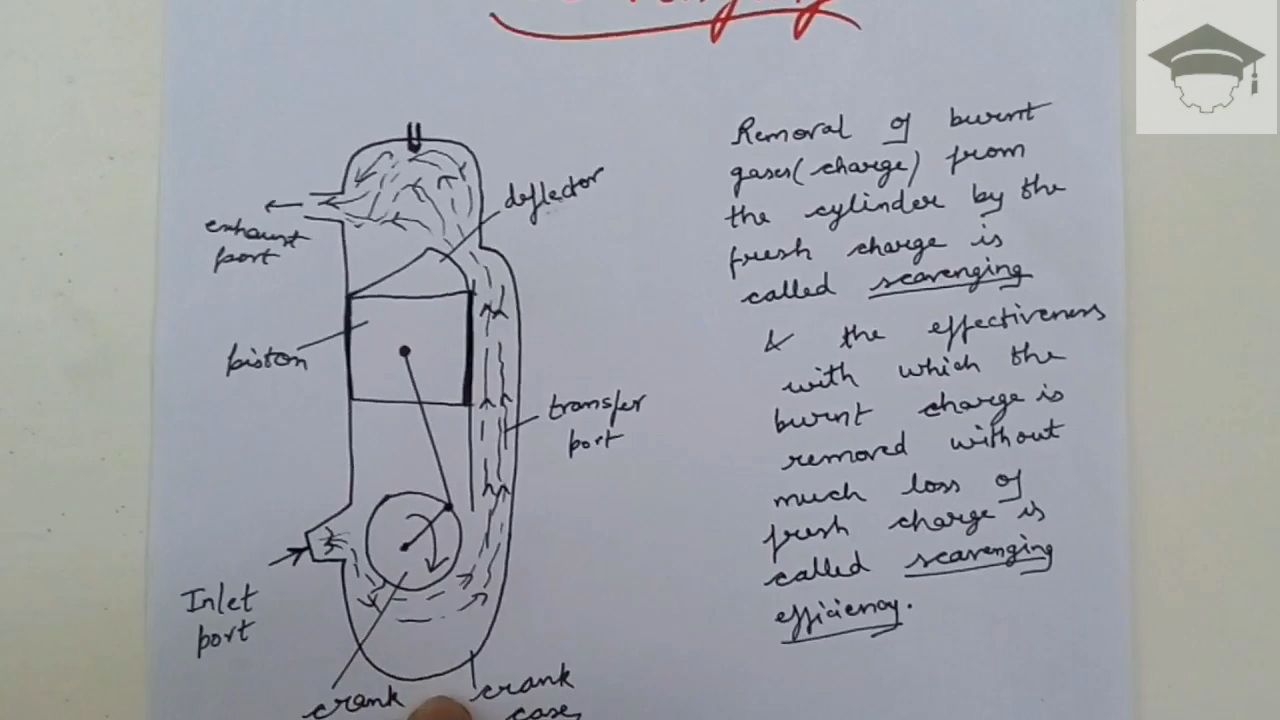 Removal of burnt
gases(charge) from
the cylinder by the
fresh charge is
called scavenging
& the effectiveness
with which the
burnt charge is
removed without
much loss of
fresh charge is
called scavenging
efficiency.
deflector
exhaust
port
piston
transfer
port
Inlet
port
crank
crank
case